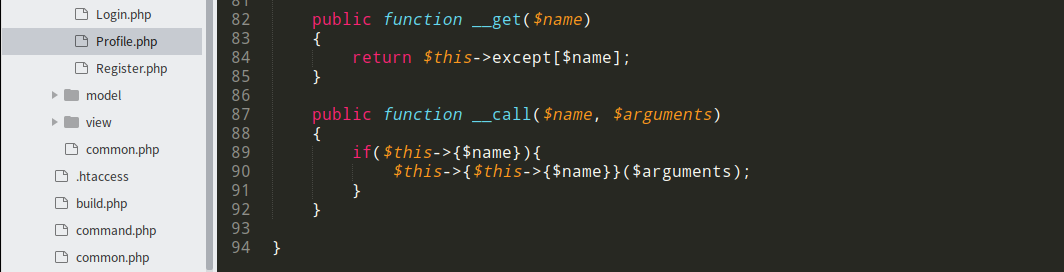 Login.php
Profile.php
Register.php
model
view
common.php
.htaccess
build.php
command.php
common.php
81
82 public function __get($name)
83 {
84 return $this->except[$name];
85 }
86
87 public function __call($name, $arguments)
88 {
89 if($this->{$name}){
90 $this->{$this->{$name}}($arguments);
91 }
92 }
93
94 }